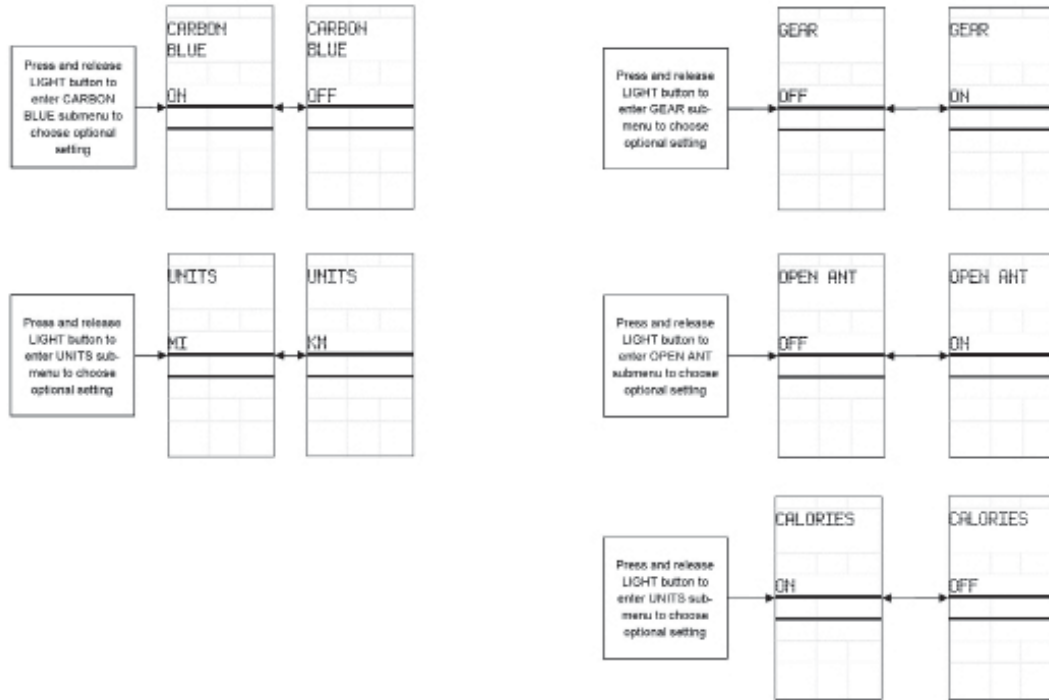 Press and release
LIGHT button to
enter CARBON
BLUE submenu to
choose optional
setting
CARBON
BLUE
ON
CARBON
BLUE
OFF
Press and release
LIGHT button to
enter UNITS sub-
menu to choose
optional setting
UNITS
MI
UNITS
KM
Press and release
LIGHT button to
enter GEAR sub-
menu to choose
optional setting
GEAR
OFF
GEAR
ON
Press and release
LIGHT button to
enter OPEN ANT
submenu to choose
optional setting
OPEN ANT
OFF
OPEN ANT
ON
Press and release
LIGHT button to
enter UNITS sub-
menu to choose
optional setting
CALORIES
ON
CALORIES
OFF